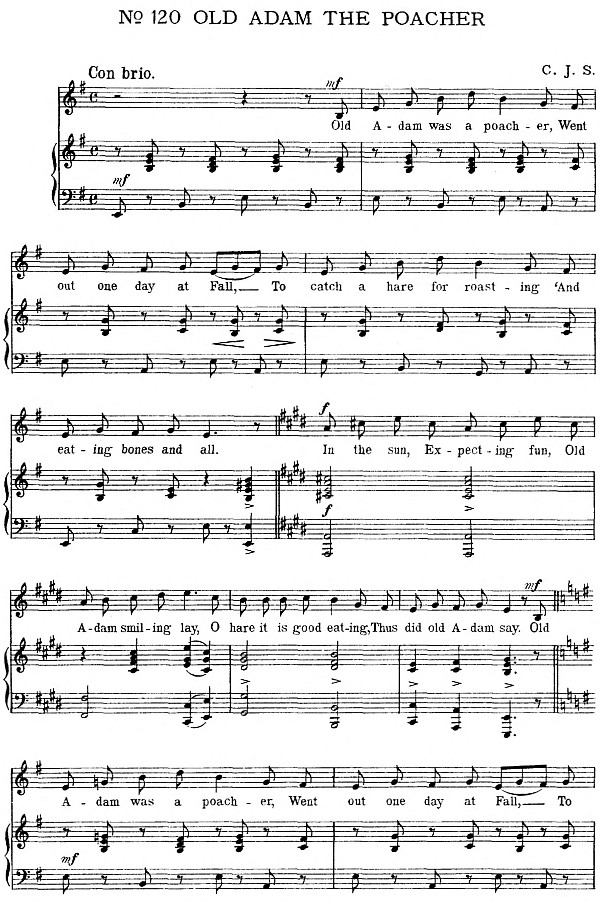 No 120 OLD ADAM THE POACHER
C. J. S.
Con brio.
mf
Old A-dam was a poach-er, Went
mf
out one day at Fall,— To catch a hare for roast-ing 'And
f
eat-ing bones and all. In the sun, Ex-pect-ing fun, Old
f
mf
A-dam smil-ing lay, O hare it is good eat-ing, Thus did old A-dam say. Old
A-dam was a poach-er, Went out one day at Fall,— To
mf